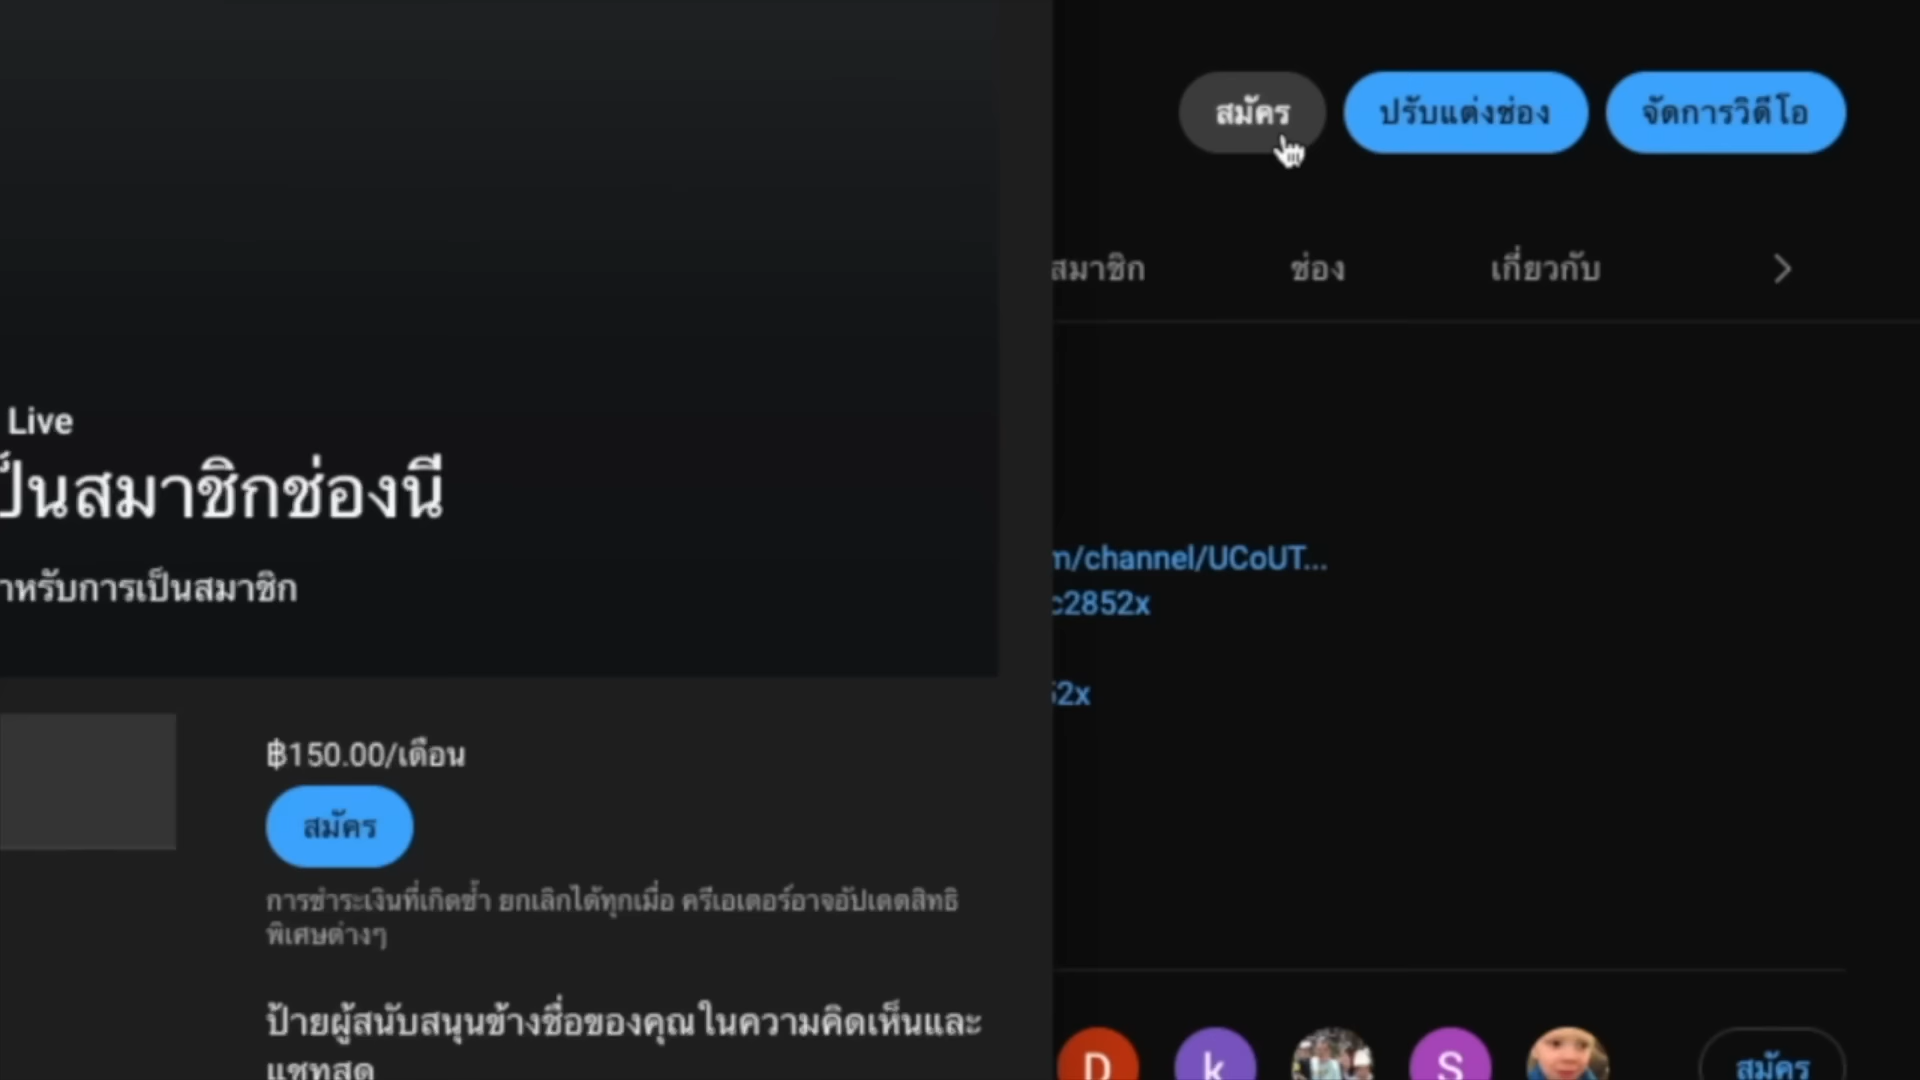 สมัคร
ปรับแต่งช่อง
จัดการวิดีโอ
สมาชิก
ช่อง
เกี่ยวกับ
Live
ป็นสมาชิกช่องนี้
าหรับการเป็นสมาชิก
m/channel/UCoUT...
c2852x
52x
฿150.00/เดือน
สมัคร
การชำระเงินที่เกิดซ้ำ ยกเลิกได้ทุกเมื่อ ครีเอเตอร์อาจอัปเดตสิทธิ
พิเศษต่างๆ
ป้ายผู้สนับสนุนข้างชื่อของคุณในความคิดเห็นและ
แชทสด
D
k
S
สมัคร